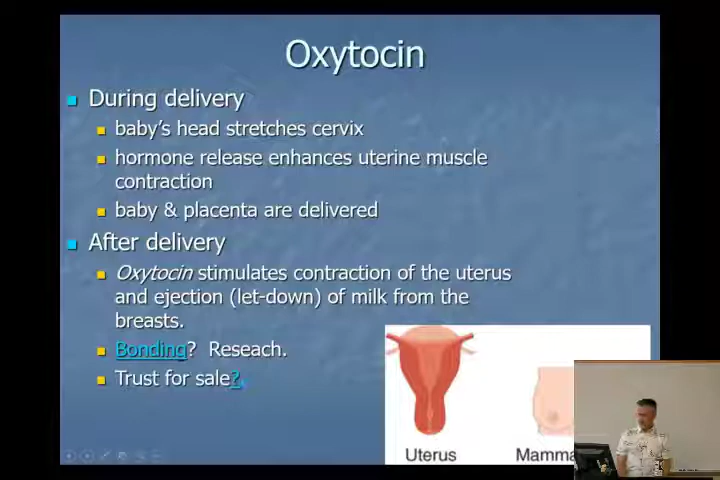 Oxytocin
During delivery
baby's head stretches cervix
hormone release enhances uterine muscle
contraction
baby & placenta are delivered
After delivery
Oxytocin stimulates contraction of the uterus
and ejection (let-down) of milk from the
breasts.
Bonding? Reseach.
Trust for sale?.
Uterus